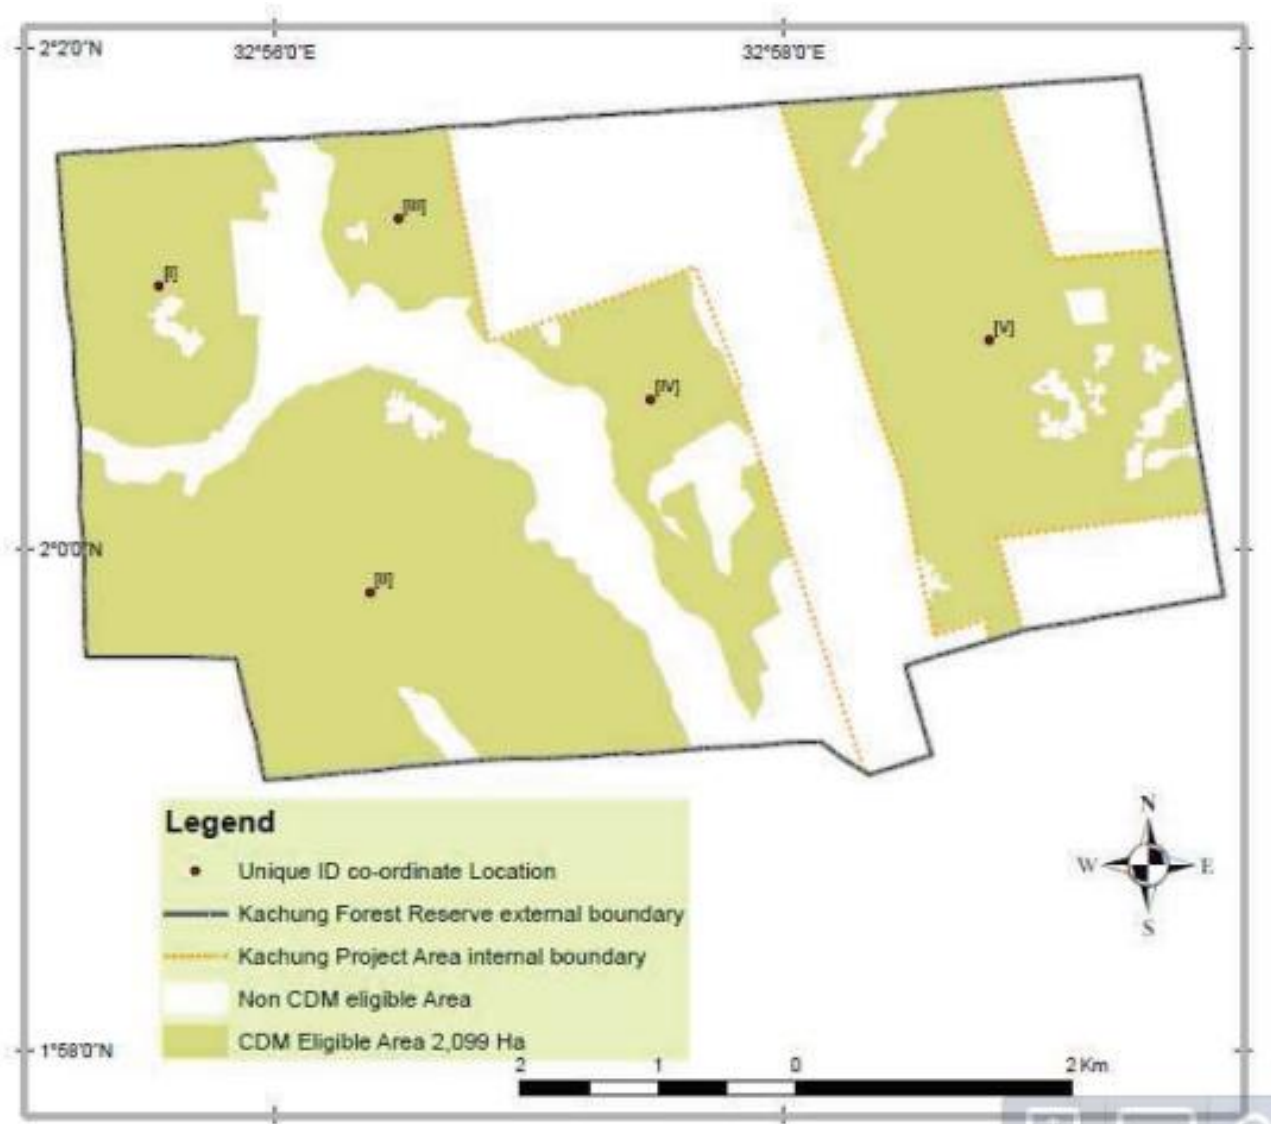 2°2'0"N
32°56'0"E
32°58'0"E
[III]
[I]
[V]
[IV]
2°0'0"N
[II]
Legend
Unique ID co-ordinate Location
Kachung Forest Reserve external boundary
Kachung Project Area internal boundary
Non CDM eligible Area
CDM Eligible Area 2,099 Ha
N
W
E
S
1°58'0"N
2 1 0 2 Km